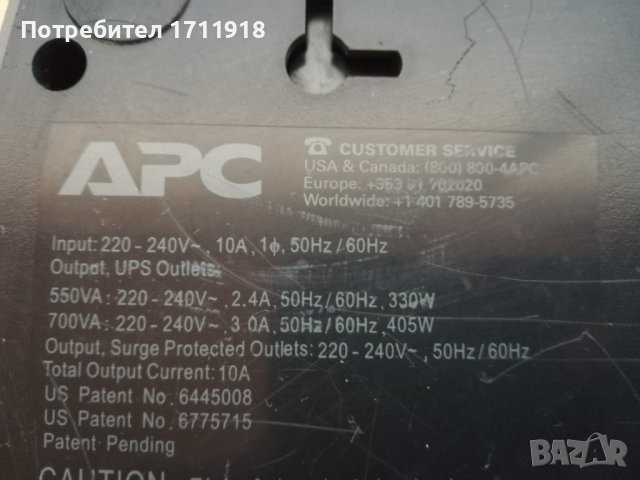 Потребител 1711918
APC
☎ CUSTOMER SERVICE
USA & Canada: (800) 800-4APC
Europe: +353 91 702020
Worldwide: +1 401 789-5735
Input: 220 - 240V~, 10A, 1ϕ, 50Hz / 60Hz
Output, UPS Outlets
550VA: 220 - 240V~, 2.4A, 50Hz / 60Hz, 330W
700VA: 220 - 240V~, 3.0A, 50Hz / 60Hz, 405W
Output, Surge Protected Outlets: 220 - 240V~, 50Hz / 60Hz
Total Output Current: 10A
US Patent No. 6445008
US Patent No. 6775715
Patent Pending
CAUTION
BAZAR